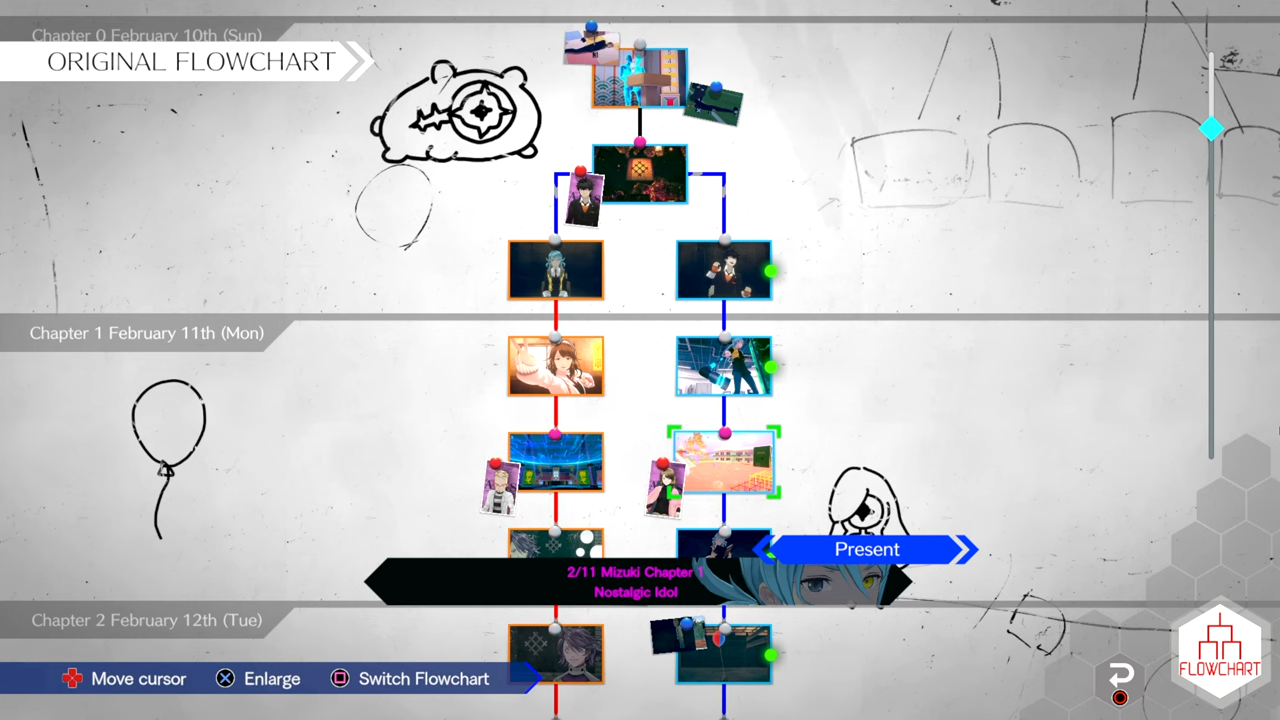 Chapter 0 February 10th (Sun)
ORIGINAL FLOWCHART
Chapter 1 February 11th (Mon)
Present
2/11 Mizuki Chapter 1
Nostalgic Idol
Chapter 2 February 12th (Tue)
Move cursor
Enlarge
Switch Flowchart
FLOWCHART